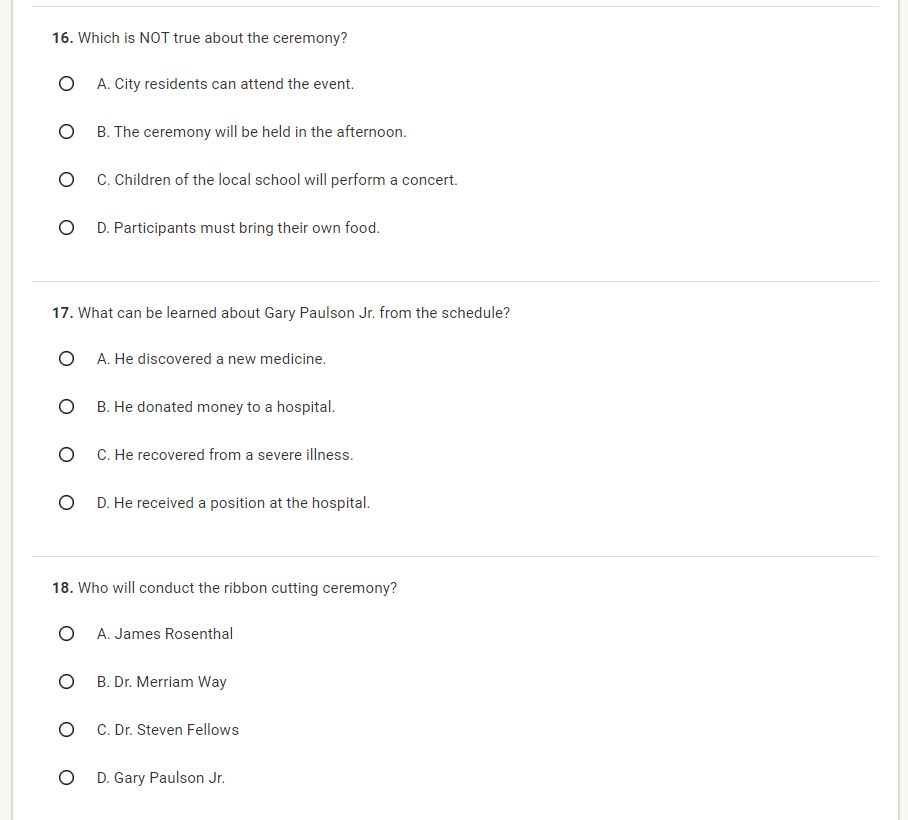 16. Which is NOT true about the ceremony?
A. City residents can attend the event.
B. The ceremony will be held in the afternoon.
C. Children of the local school will perform a concert.
D. Participants must bring their own food.
17. What can be learned about Gary Paulson Jr. from the schedule?
A. He discovered a new medicine.
B. He donated money to a hospital.
C. He recovered from a severe illness.
D. He received a position at the hospital.
18. Who will conduct the ribbon cutting ceremony?
A. James Rosenthal
B. Dr. Merriam Way
C. Dr. Steven Fellows
D. Gary Paulson Jr.